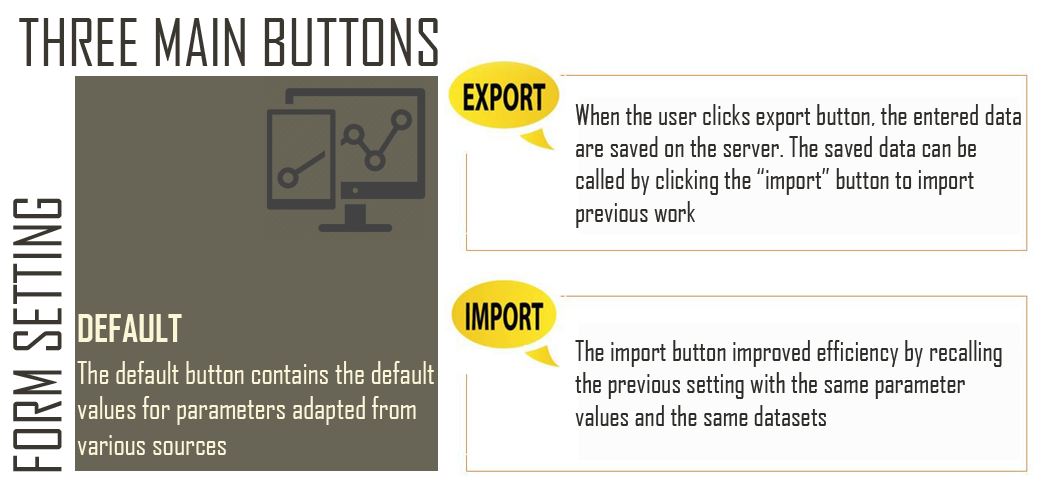 THREE MAIN BUTTONS
FORM SETTING
DEFAULT
The default button contains the default
values for parameters adapted from
various sources
EXPORT
When the user clicks export button, the entered data
are saved on the server. The saved data can be
called by clicking the “import” button to import
previous work
IMPORT
The import button improved efficiency by recalling
the previous setting with the same parameter
values and the same datasets